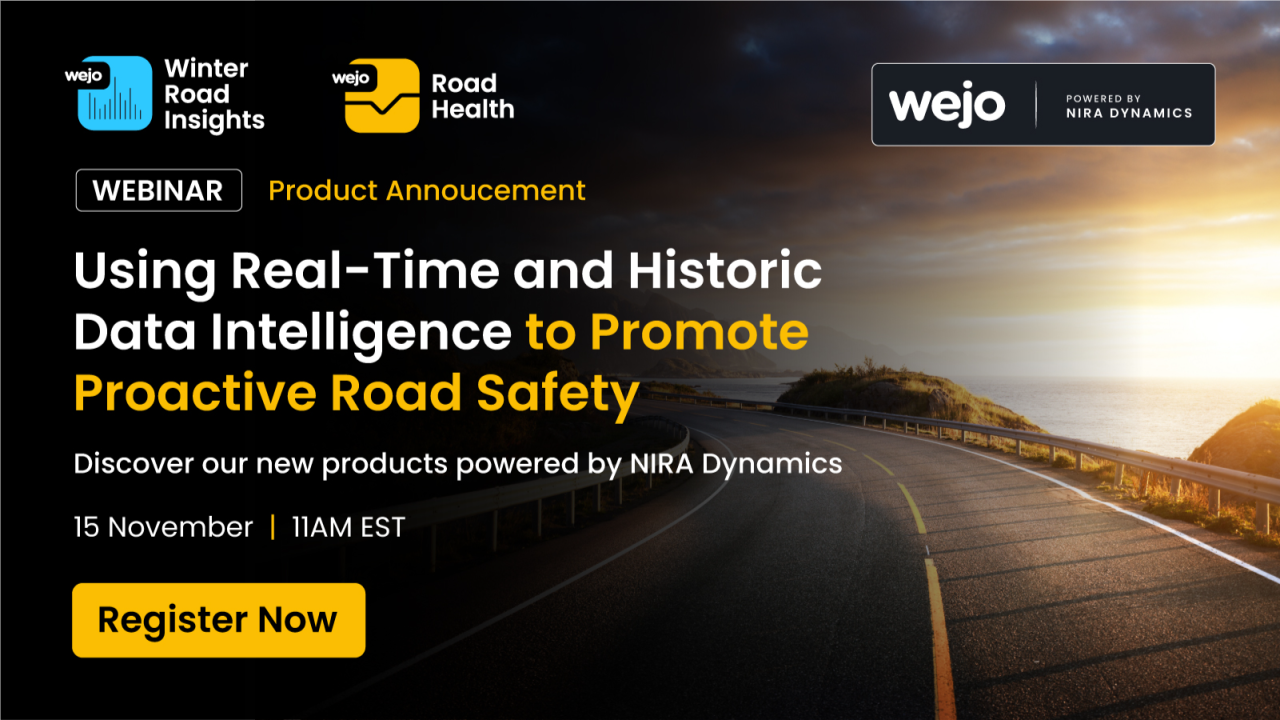 wejo
Winter
Road
Insights
wejo
Road
Health
wejo
POWERED BY
NIRA DYNAMICS
WEBINAR
Product Annoucement
Using Real-Time and Historic
Data Intelligence to Promote
Proactive Road Safety
Discover our new products powered by NIRA Dynamics
15 November | 11AM EST
Register Now